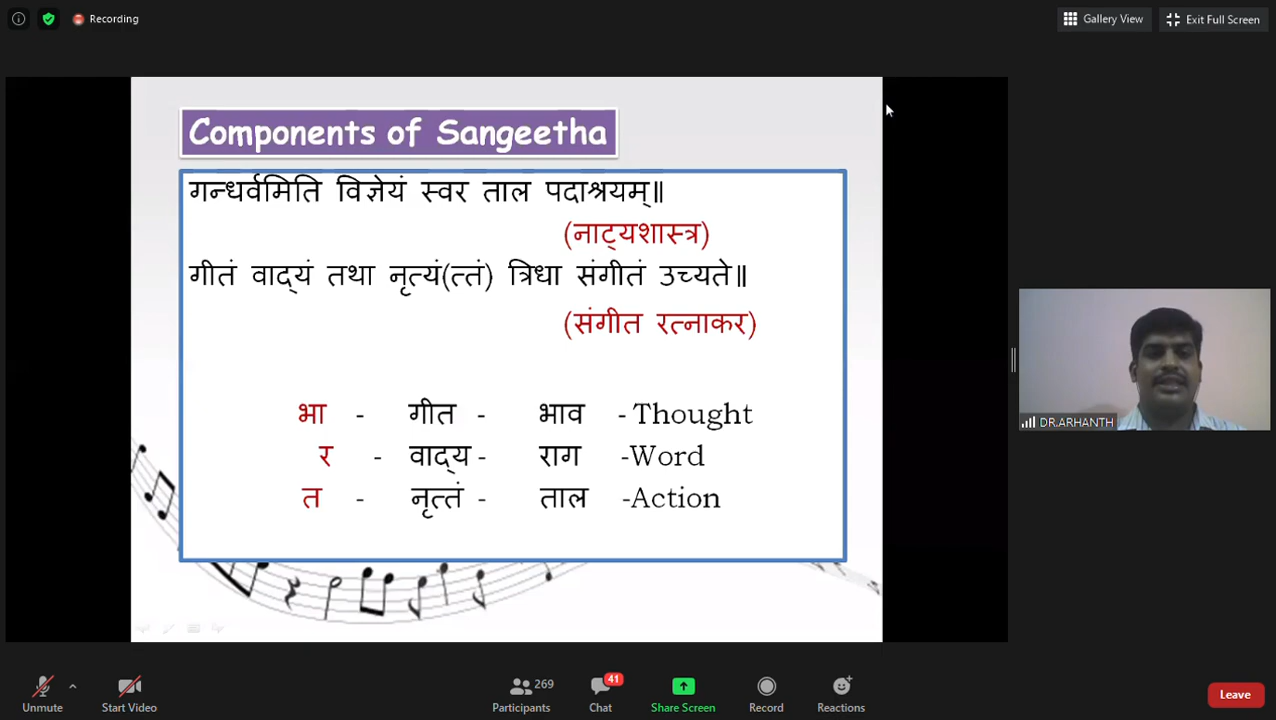 Recording
Gallery View
Exit Full Screen
Components of Sangeetha
गन्धर्वमिति विज्ञेयं स्वर ताल पदाश्रयम्॥
(नाट्यशास्त्र)
गीतं वाद्यं तथा नृत्यं(त्तं) त्रिधा संगीतं उच्यते॥
(संगीत रत्नाकर)
भा - गीत - भाव - Thought
र - वाद्य - राग -Word
त - नृत्तं - ताल -Action
DR.ARHANTH
Unmute
Start Video
269
Participants
41
Chat
Share Screen
Record
Reactions
Leave